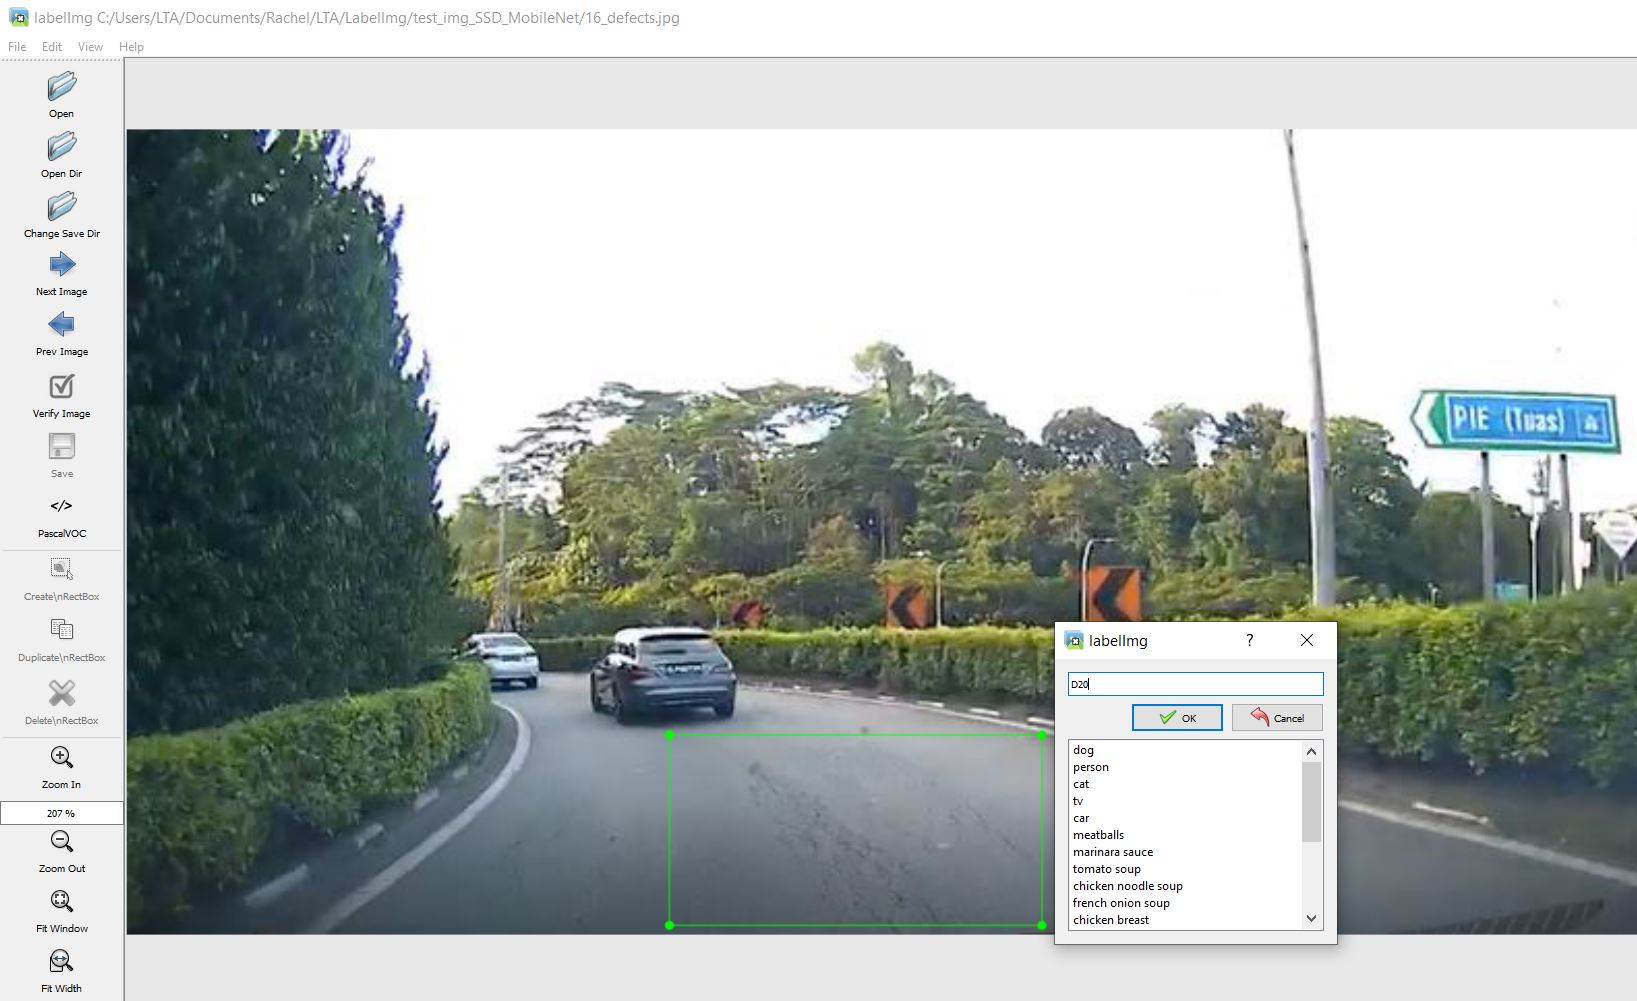 labelImg C:/Users/LTA/Documents/Rachel/LTA/LabelImg/test_img_SSD_MobileNet/16_defects.jpg
File Edit View Help
Open
Open Dir
Change Save Dir
Next Image
Prev Image
Verify Image
Save
</>
PascalVOC
Create\nRectBox
Duplicate\nRectBox
Delete\nRectBox
Zoom In
207 %
Zoom Out
Fit Window
Fit Width
PIE (Tuas)
labelImg ?
D20
OK Cancel
dog
person
cat
tv
car
meatballs
marinara sauce
tomato soup
chicken noodle soup
french onion soup
chicken breast